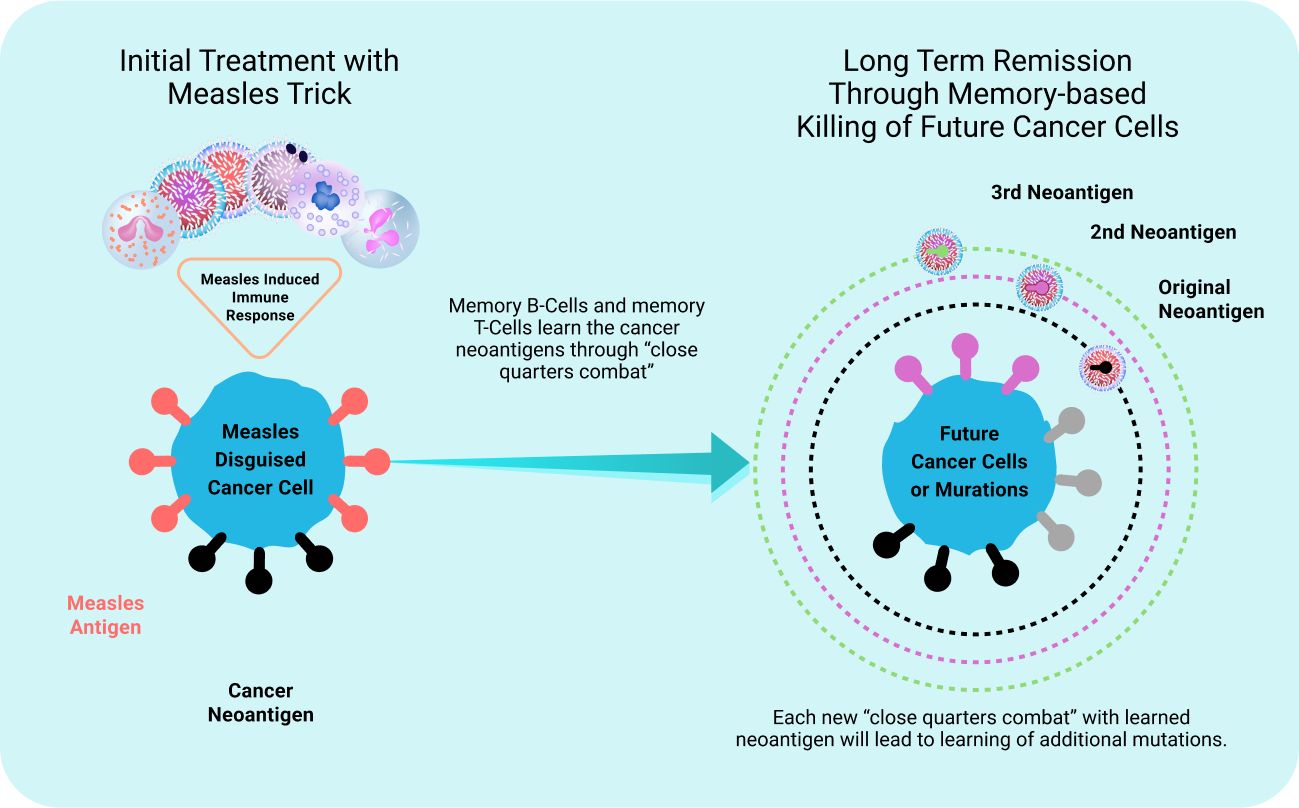 Initial Treatment with
Measles Trick
Measles Induced
Immune
Response
Measles
Disguised
Cancer Cell
Measles
Antigen
Cancer
Neoantigen
Memory B-Cells and memory
T-Cells learn the cancer
neoantigens through “close
quarters combat”
Long Term Remission
Through Memory-based
Killing of Future Cancer Cells
3rd Neoantigen
2nd Neoantigen
Original
Neoantigen
Future
Cancer Cells
or Murations
Each new “close quarters combat” with learned
neoantigen will lead to learning of additional mutations.